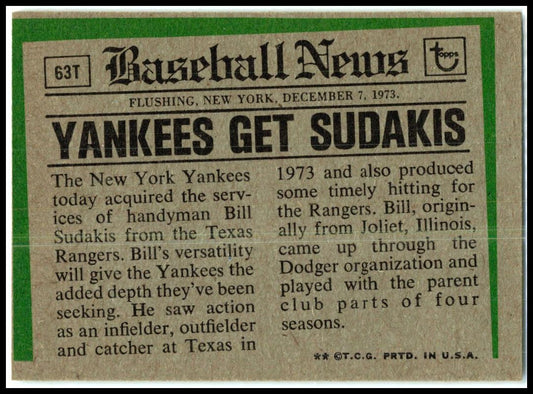 63T Baseball News topps
FLUSHING, NEW YORK, DECEMBER 7, 1973.
YANKEES GET SUDAKIS
The New York Yankees
today acquired the serv-
ices of handyman Bill
Sudakis from the Texas
Rangers. Bill's versatility
will give the Yankees the
added depth they've been
seeking. He saw action
as an infielder, outfielder
and catcher at Texas in
1973 and also produced
some timely hitting for
the Rangers. Bill, origin-
ally from Joliet, Illinois,
came up through the
Dodger organization and
played with the parent
club parts of four
seasons.
** ©T.C.G. PRTD. IN U.S.A.